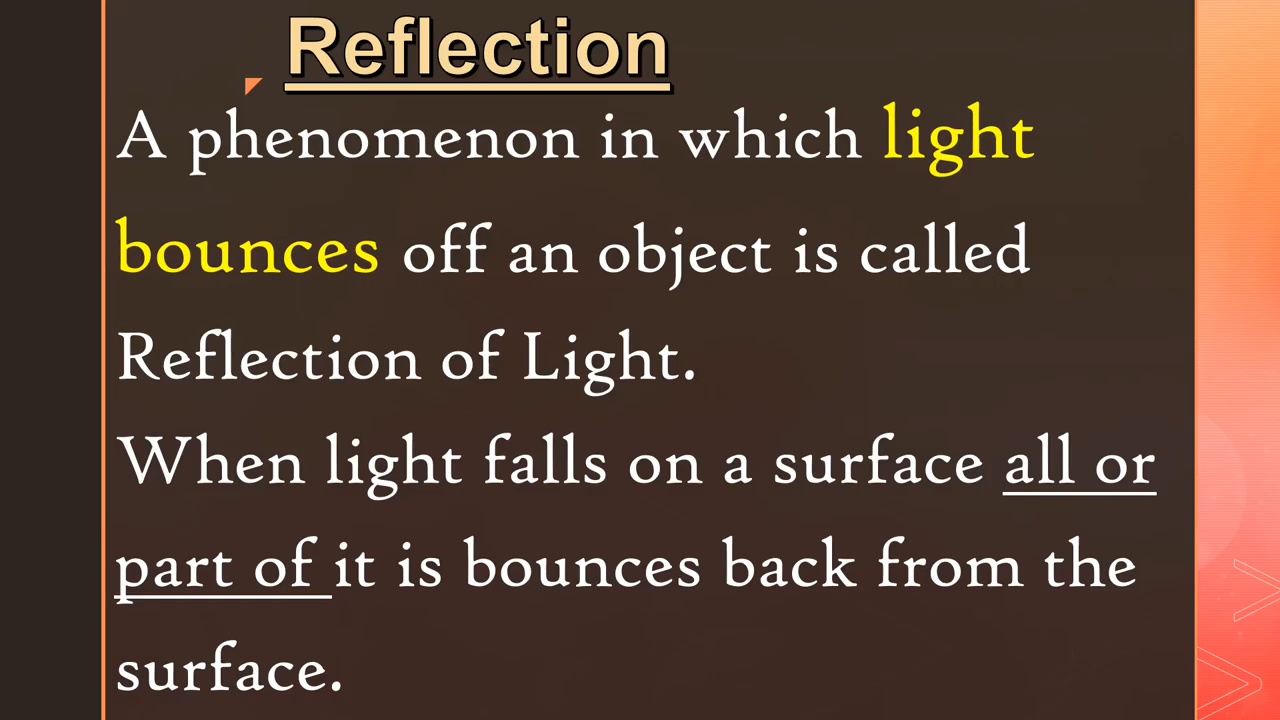 Reflection
A phenomenon in which light
bounces off an object is called
Reflection of Light.
When light falls on a surface all or
part of it is bounces back from the
surface.